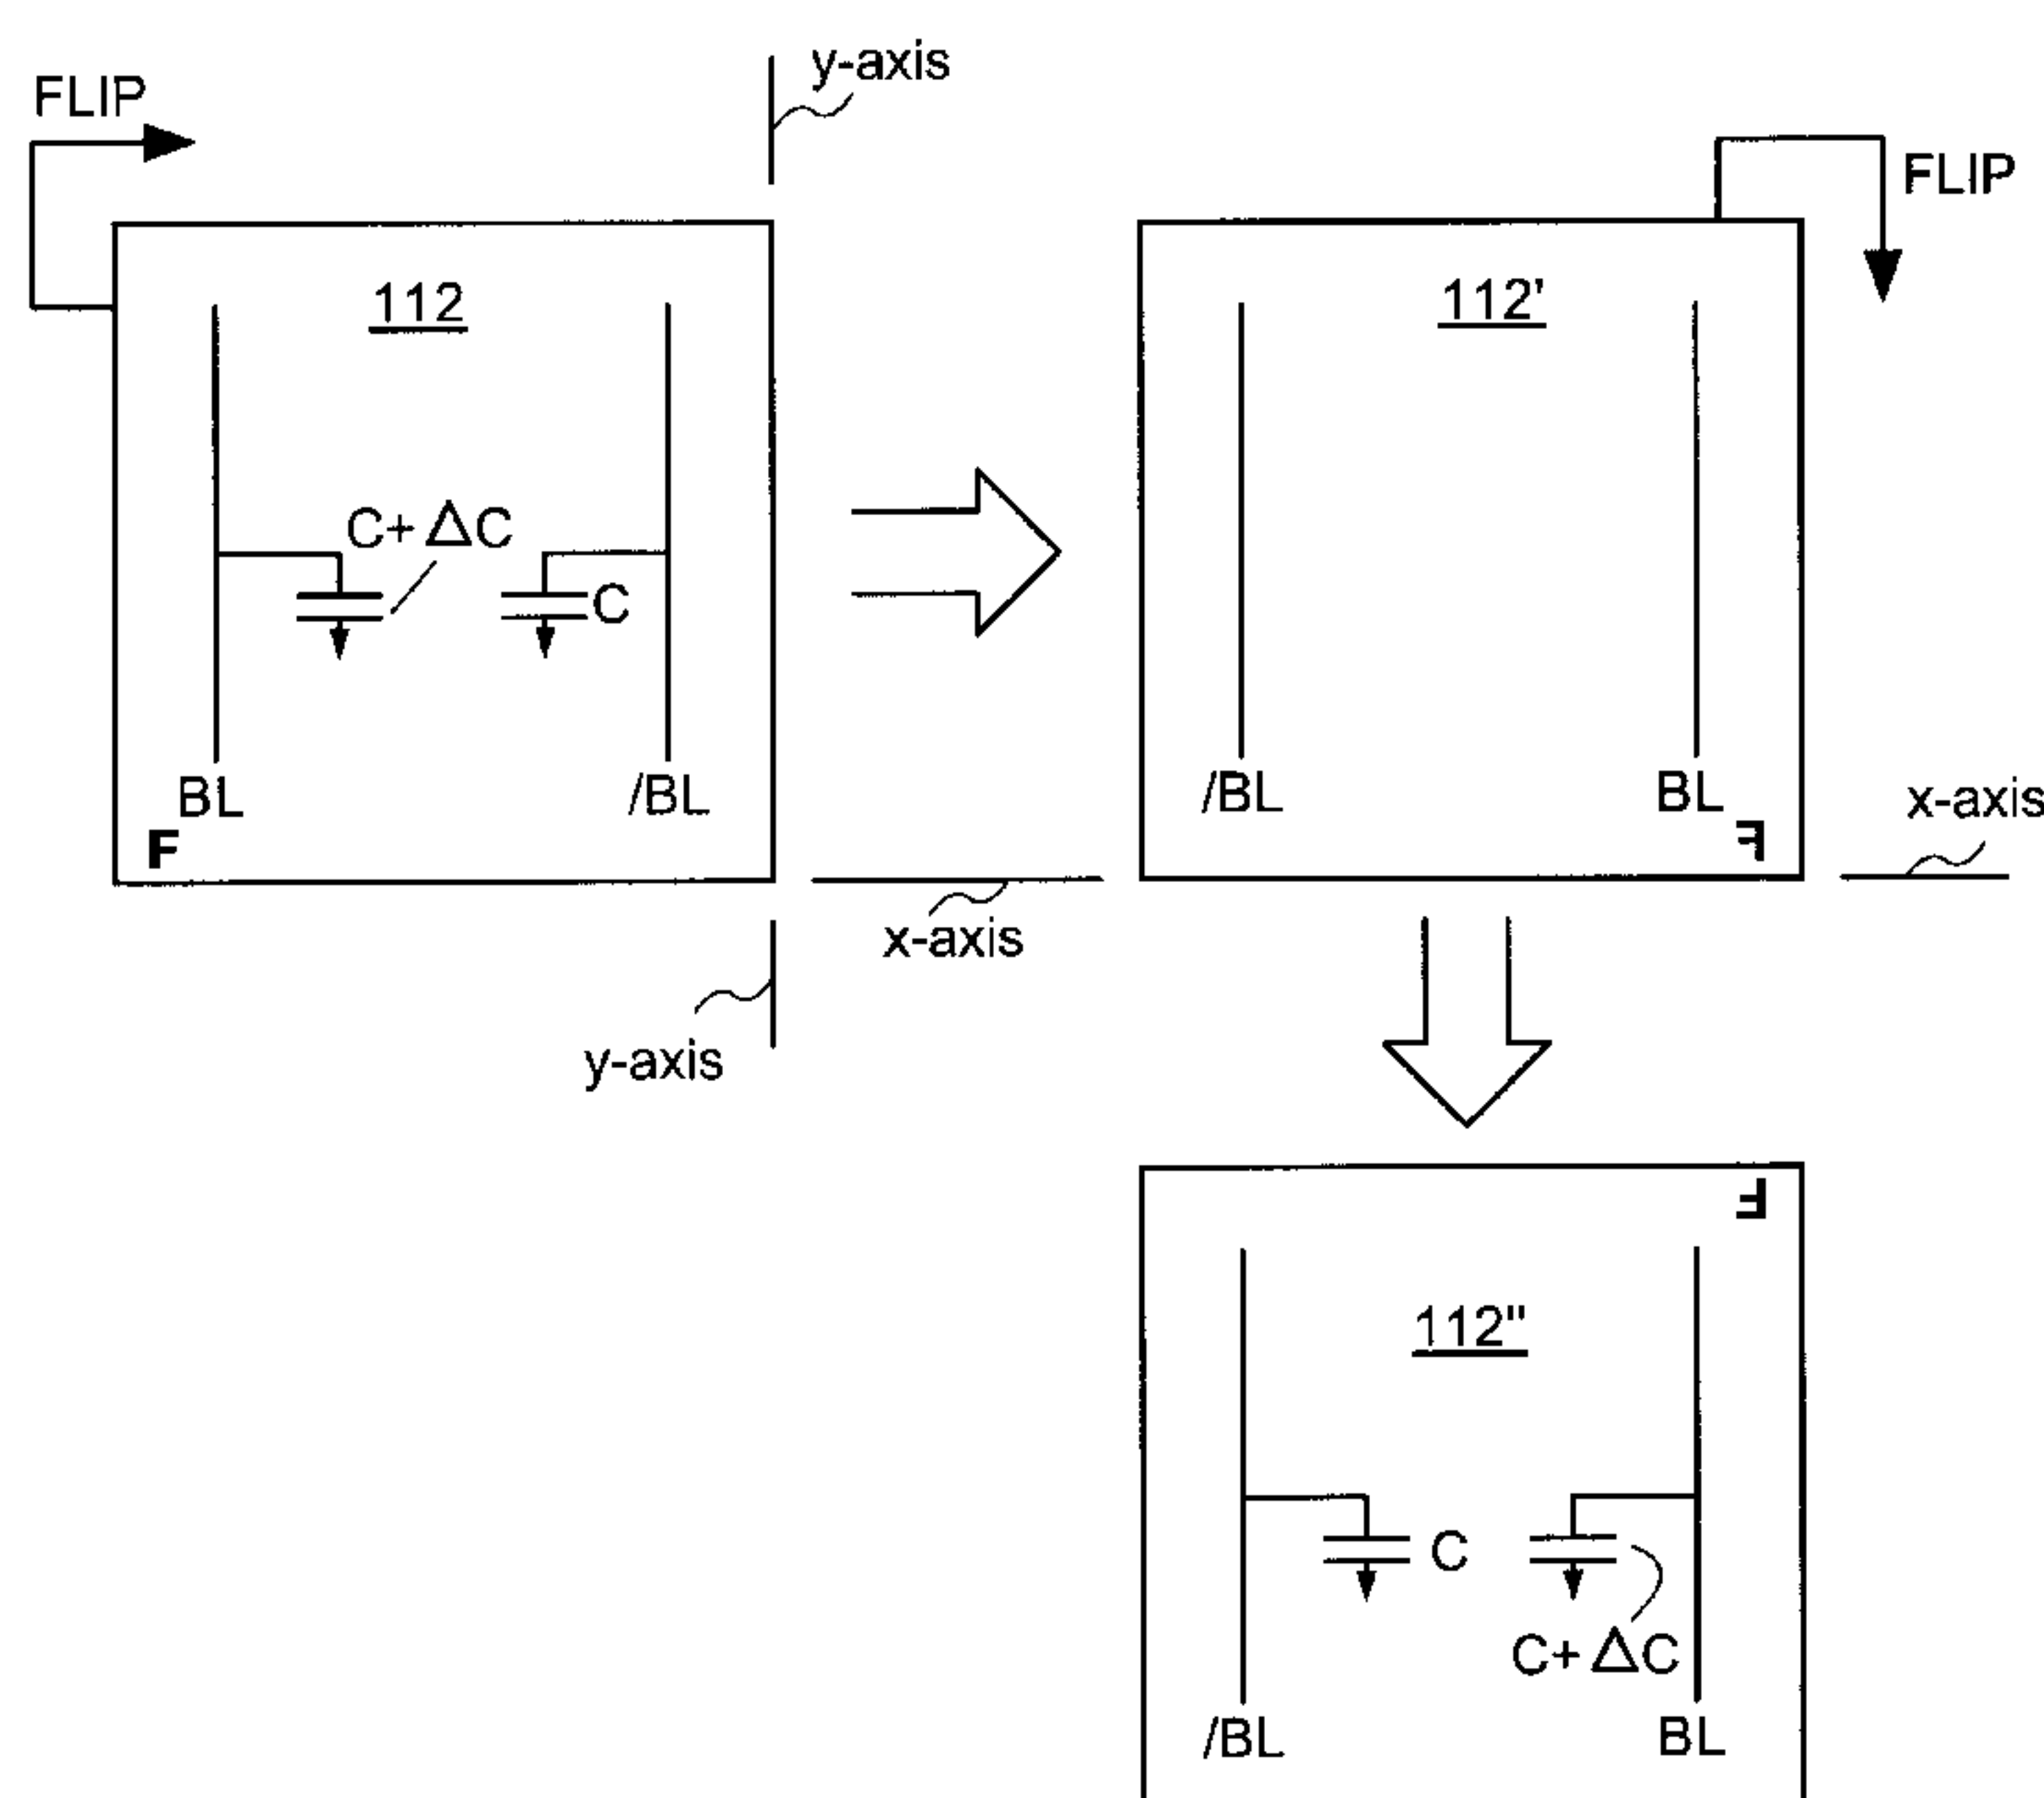 y-axis
FLIP
FLIP
112
112'
C+ ΔC
C
BL
/BL
/BL
BL
x-axis
F
F
x-axis
y-axis
F
112"
C
C+ ΔC
/BL
BL